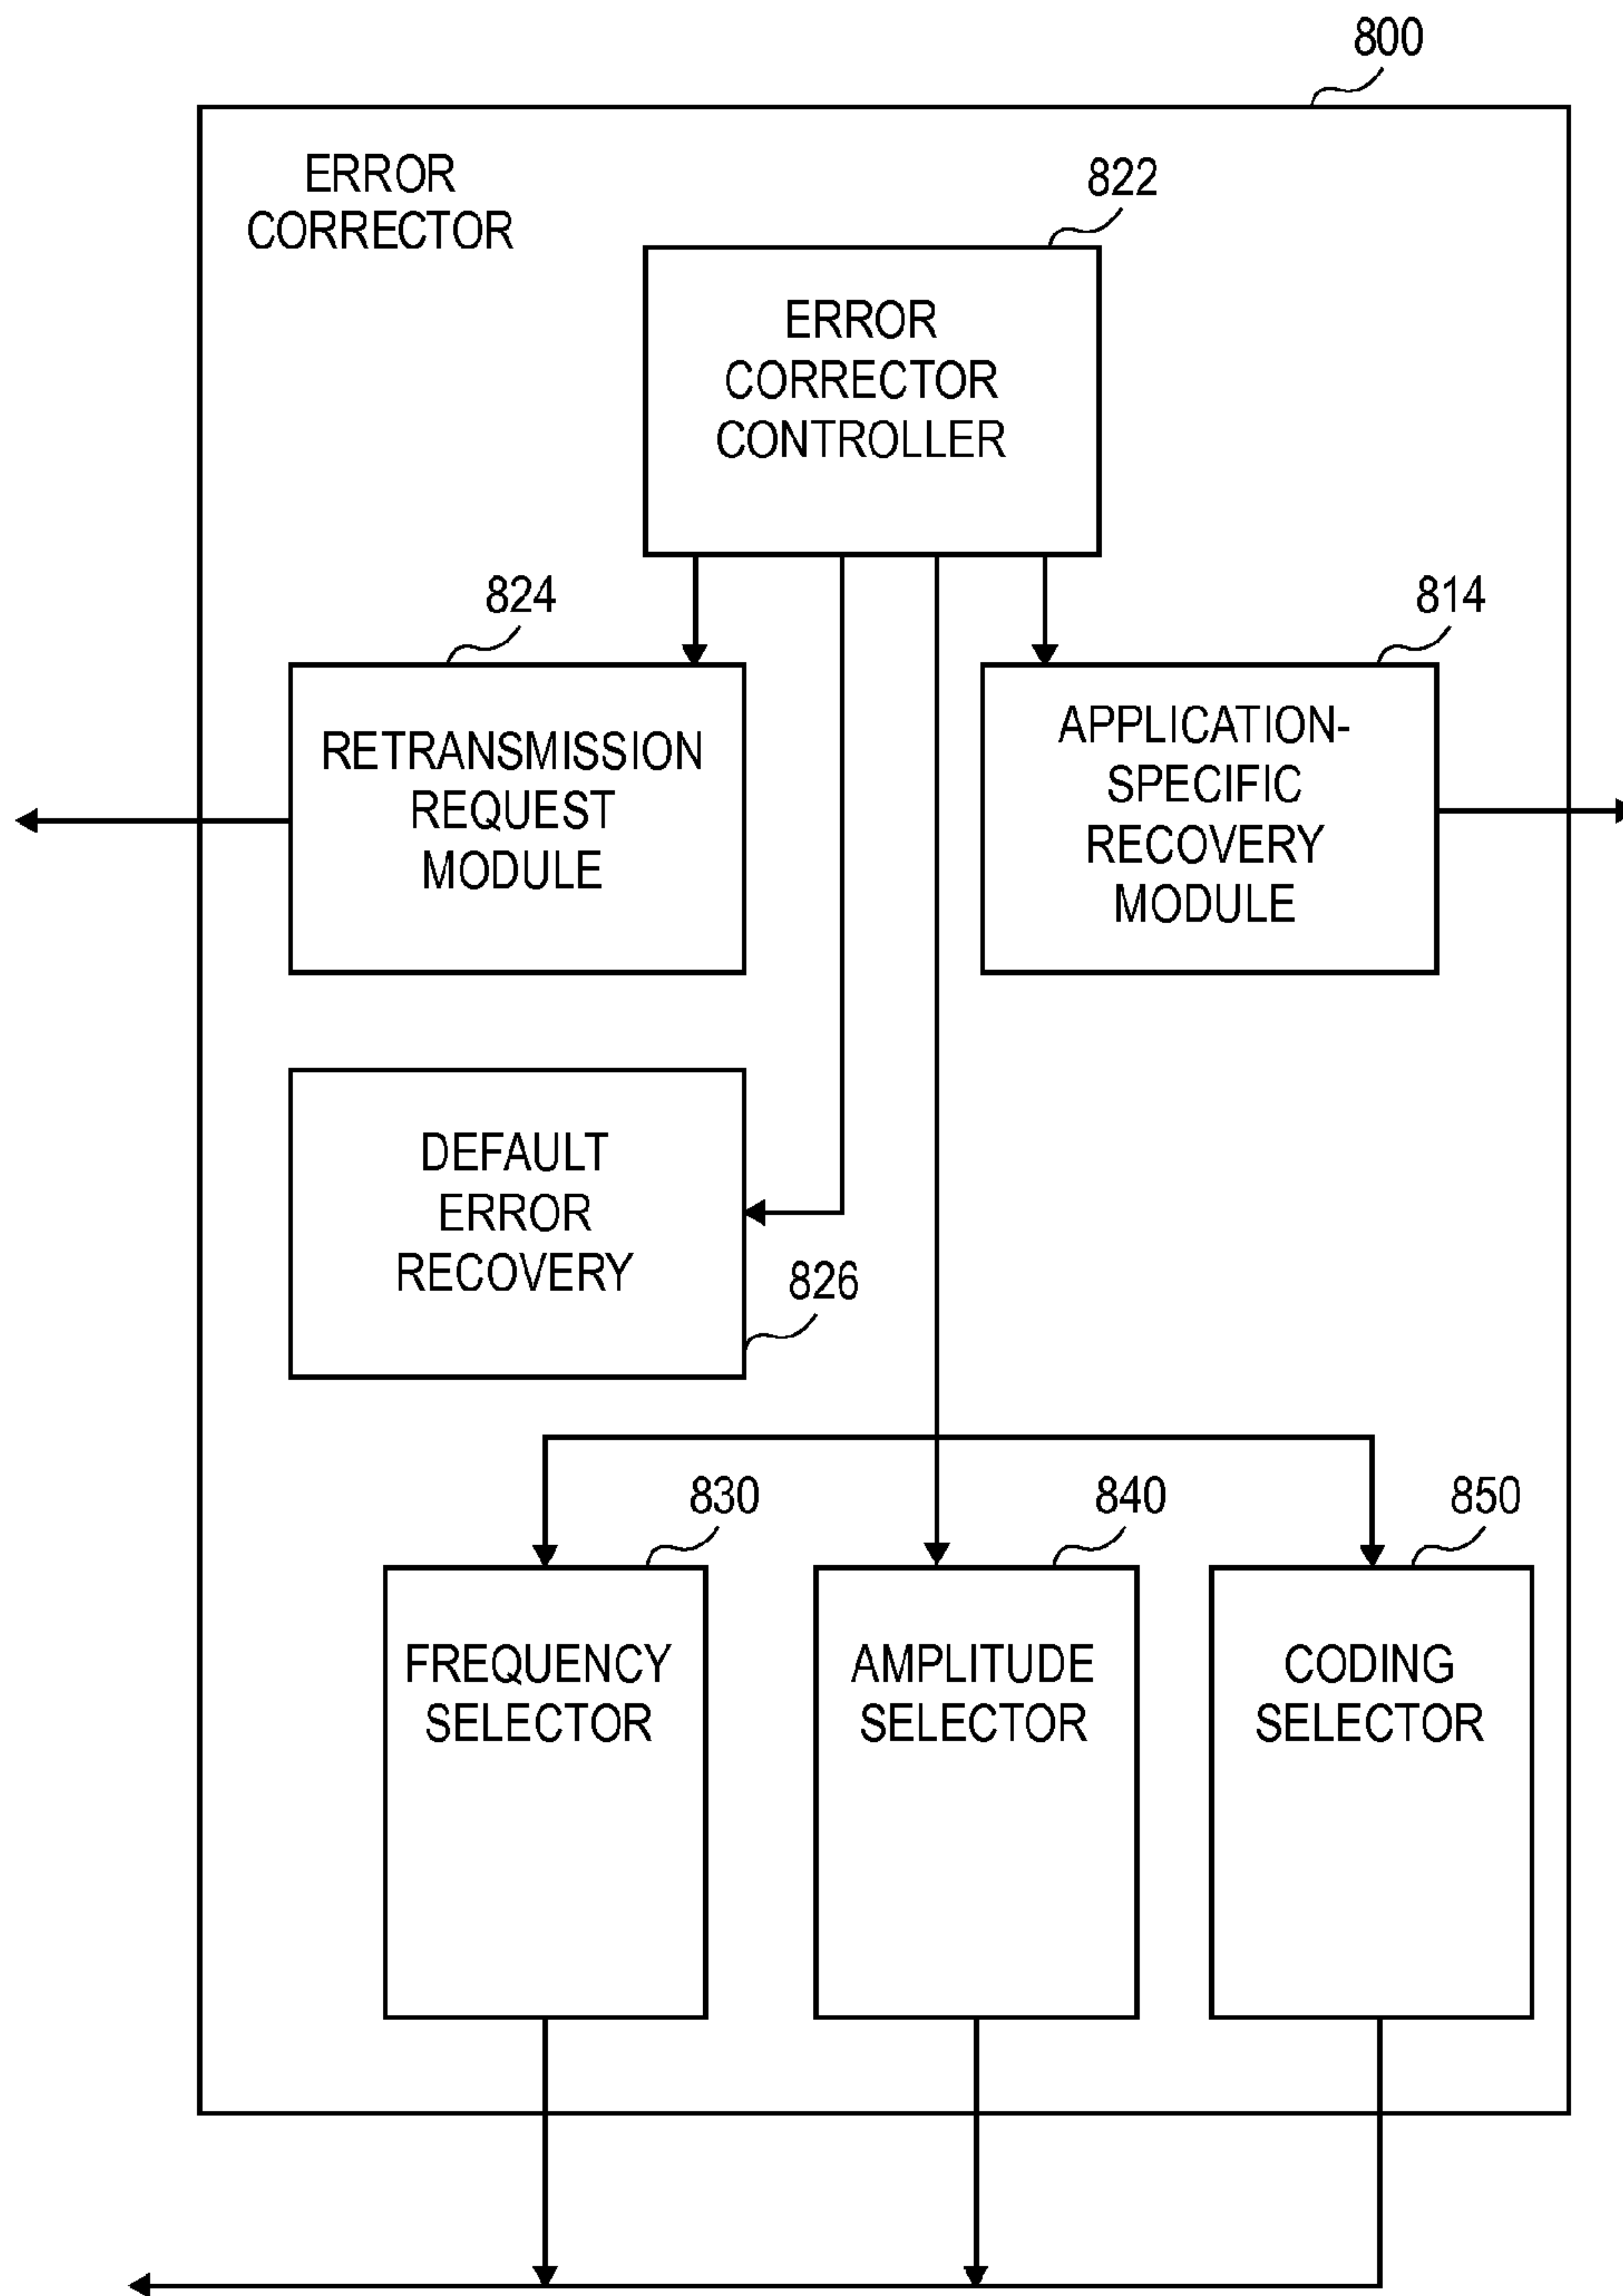 800
ERROR
CORRECTOR
822
ERROR
CORRECTOR
CONTROLLER
824
814
RETRANSMISSION
REQUEST
MODULE
APPLICATION-
SPECIFIC
RECOVERY
MODULE
DEFAULT
ERROR
RECOVERY
826
830
840
850
FREQUENCY
SELECTOR
AMPLITUDE
SELECTOR
CODING
SELECTOR